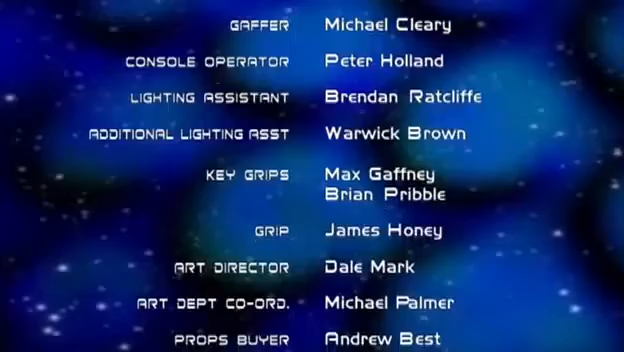 GAFFER Michael Cleary
CONSOLE OPERATOR Peter Holland
LIGHTING ASSISTANT Brendan Ratcliffe
ADDITIONAL LIGHTING ASST Warwick Brown
KEY GRIPS Max Gaffney
Brian Pribble
GRIP James Honey
ART DIRECTOR Dale Mark
ART DEPT CO-ORD. Michael Palmer
PROPS BUYER Andrew Best